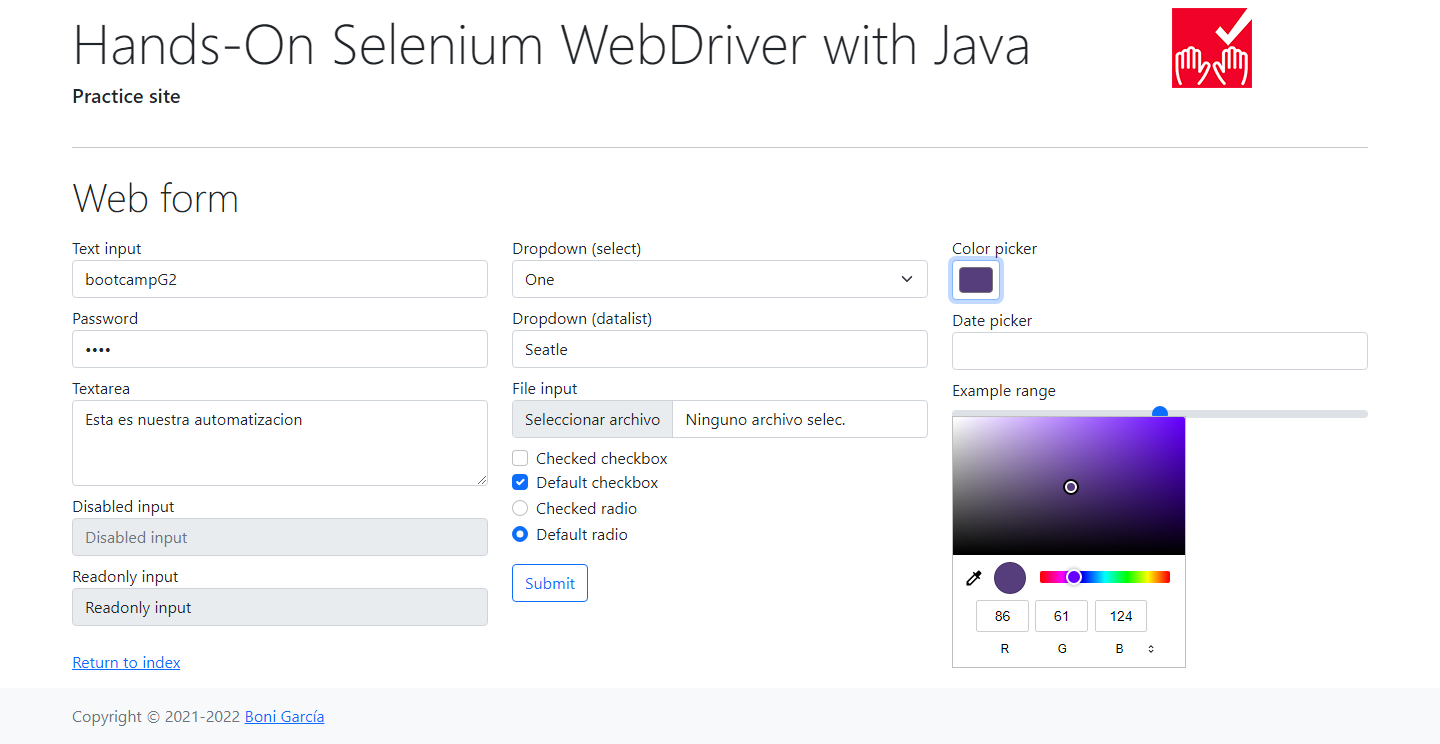 Hands-On Selenium WebDriver with Java
Practice site
Web form
Text input
bootcampG2
Password
••••
Textarea
Esta es nuestra automatizacion
Disabled input
Disabled input
Readonly input
Readonly input
Return to index
Dropdown (select)
One
Dropdown (datalist)
Seatle
File input
Seleccionar archivo Ninguno archivo selec.
Checked checkbox
Default checkbox
Checked radio
Default radio
Submit
Color picker
Date picker
Example range
86 61 124
R G B
Copyright © 2021-2022 Boni García